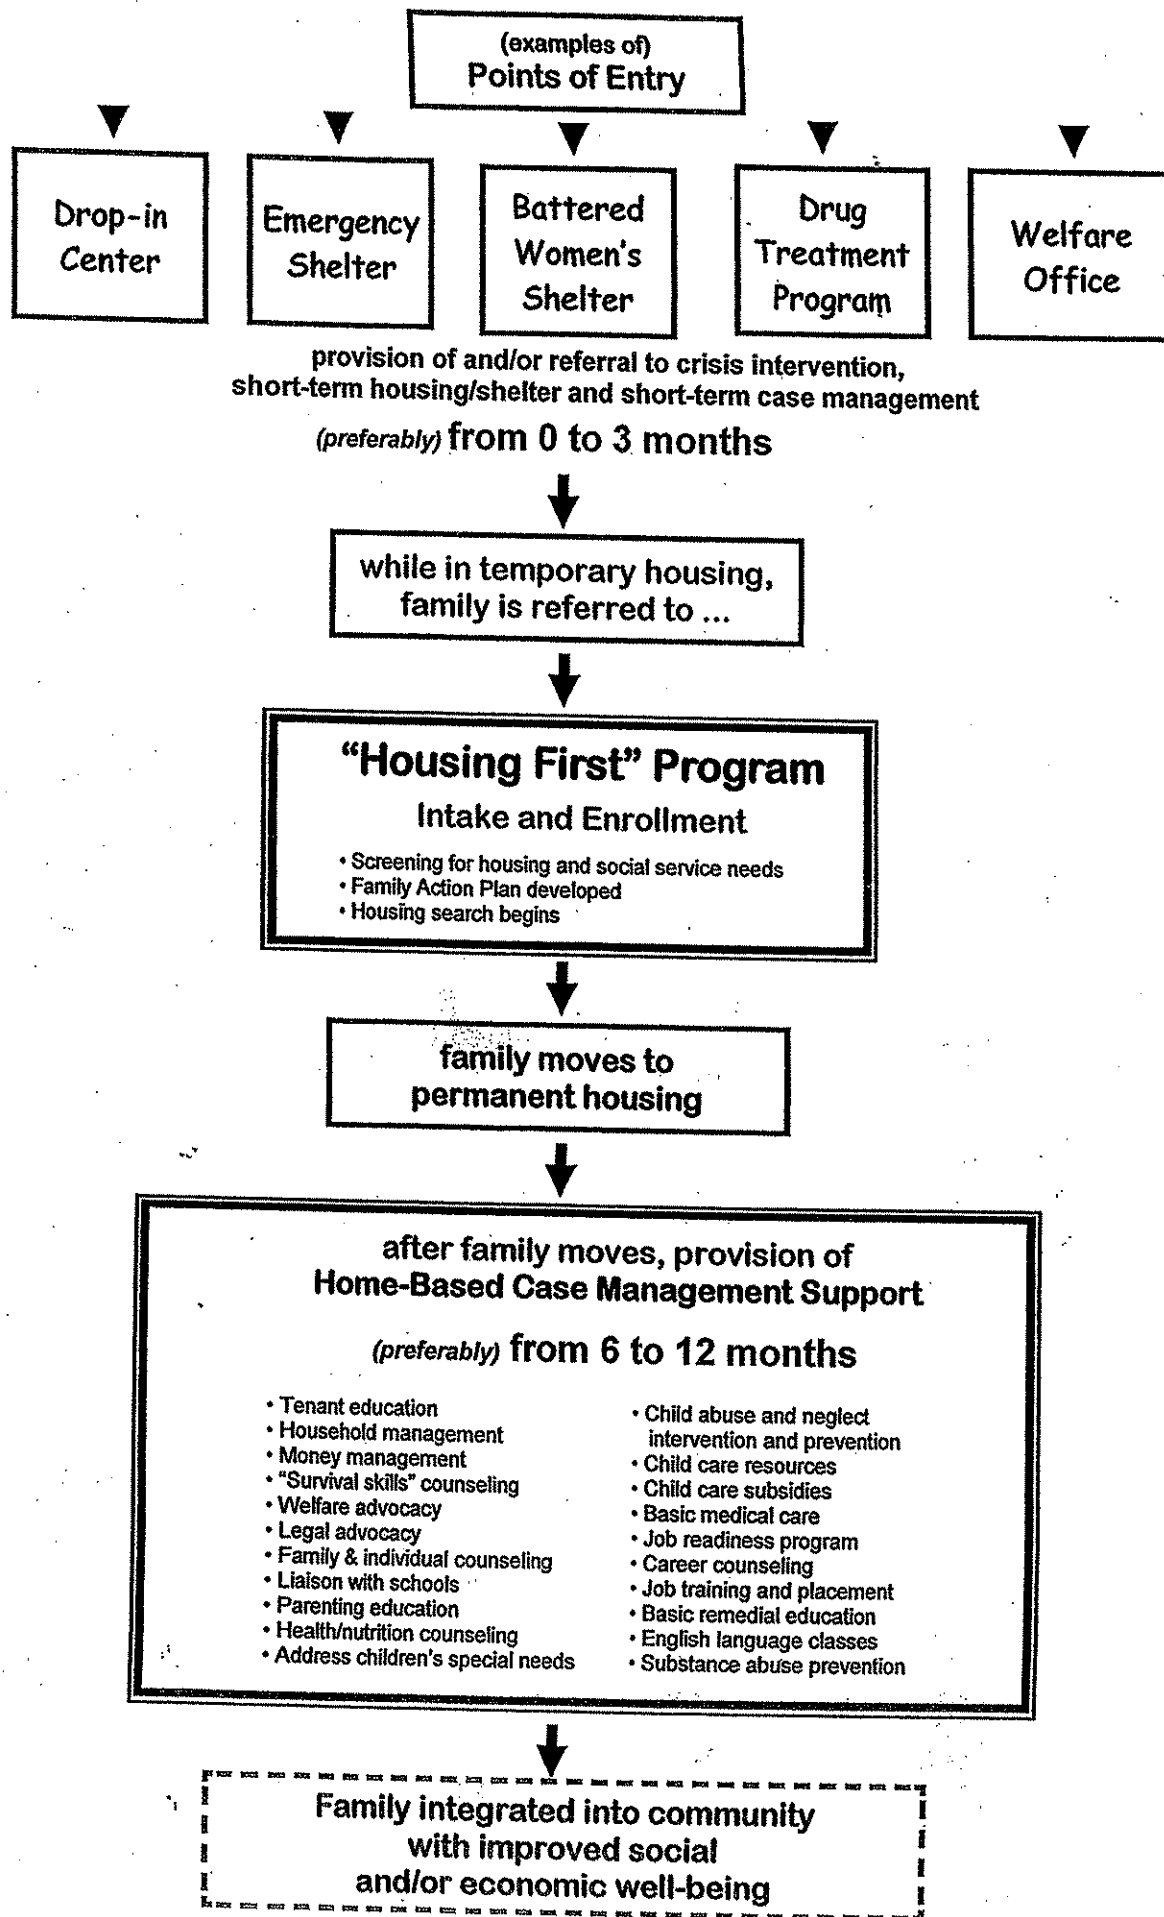 (examples of)
Points of Entry
Drop-in
Center
Emergency
Shelter
Battered
Women's
Shelter
Drug
Treatment
Program
Welfare
Office
provision of and/or referral to crisis intervention,
short-term housing/shelter and short-term case management
(preferably) from 0 to 3 months
while in temporary housing,
family is referred to ...
“Housing First” Program
Intake and Enrollment
• Screening for housing and social service needs
• Family Action Plan developed
• Housing search begins
family moves to
permanent housing
after family moves, provision of
Home-Based Case Management Support
(preferably) from 6 to 12 months
• Tenant education
• Household management
• Money management
• “Survival skills” counseling
• Welfare advocacy
• Legal advocacy
• Family & individual counseling
• Liaison with schools
• Parenting education
• Health/nutrition counseling
• Address children's special needs
• Child abuse and neglect
intervention and prevention
• Child care resources
• Child care subsidies
• Basic medical care
• Job readiness program
• Career counseling
• Job training and placement
• Basic remedial education
• English language classes
• Substance abuse prevention
Family integrated into community
with improved social
and/or economic well-being